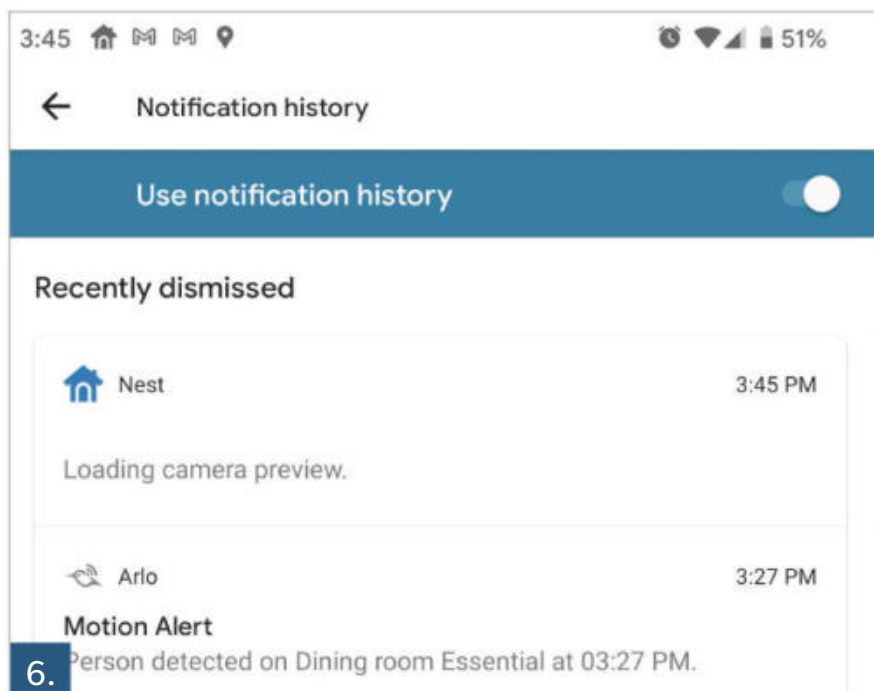 3:45 51%
Notification history
Use notification history
Recently dismissed
Nest 3:45 PM
Loading camera preview.
Arlo 3:27 PM
Motion Alert
Person detected on Dining room Essential at 03:27 PM.
6.